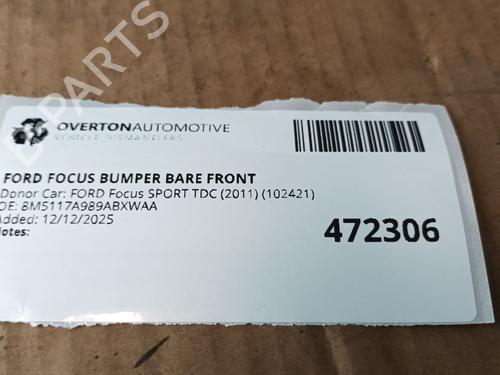 OVERTONAUTOMOTIVE
VEHICLE DISMANTLERS
FORD FOCUS BUMPER BARE FRONT
Donor Car: FORD Focus SPORT TDC (2011) (102421)
OE: 8M5117A989ABXWAA
Added: 12/12/2025
Notes:
472306